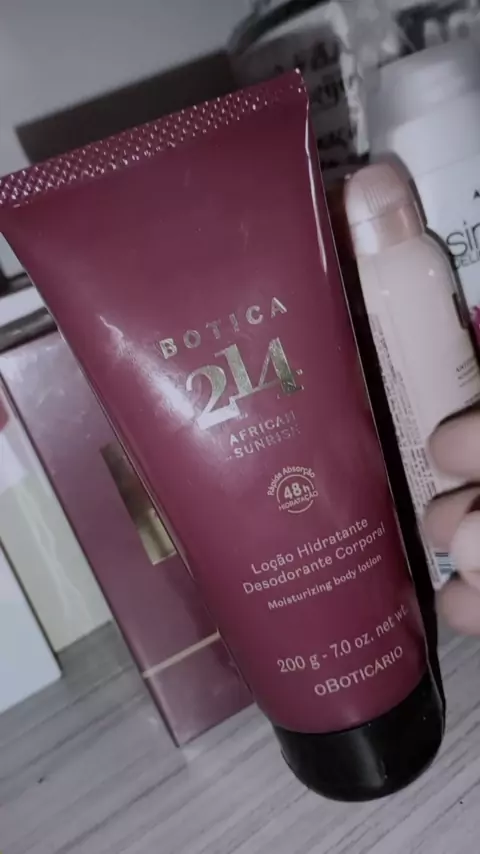 BOTICA
214
AFRICAN
SUNRISE
Rápida Absorção
48h
HIDRATAÇÃO
Loção Hidratante
Desodorante Corporal
Moisturizing body lotion
200 g - 7.0 oz. net wt.
oBOTICÁRIO